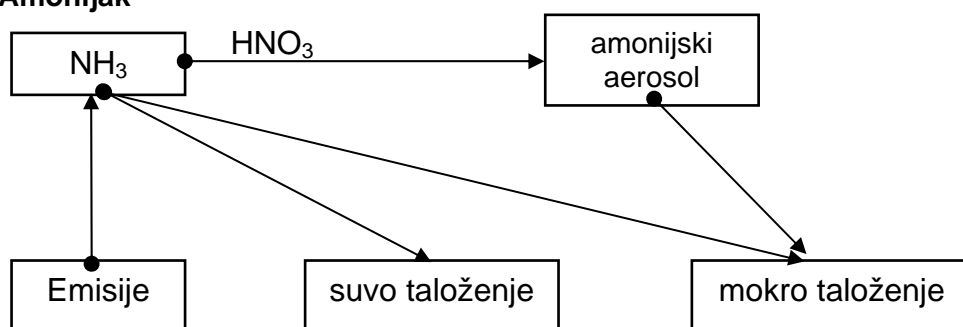 Amonijak
NH₃
HNO₃
amonijski
aerosol
Emisije
suvo taloženje
mokro taloženje